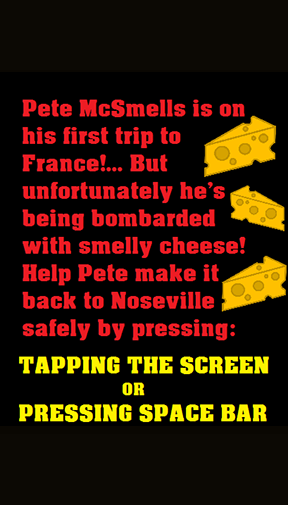 Pete McSmells is on
his first trip to
France!... But
unfortunately he's
being bombarded
with smelly cheese!
Help Pete make it
back to Noseville
safely by pressing:
TAPPING THE SCREEN
OR
PRESSING SPACE BAR